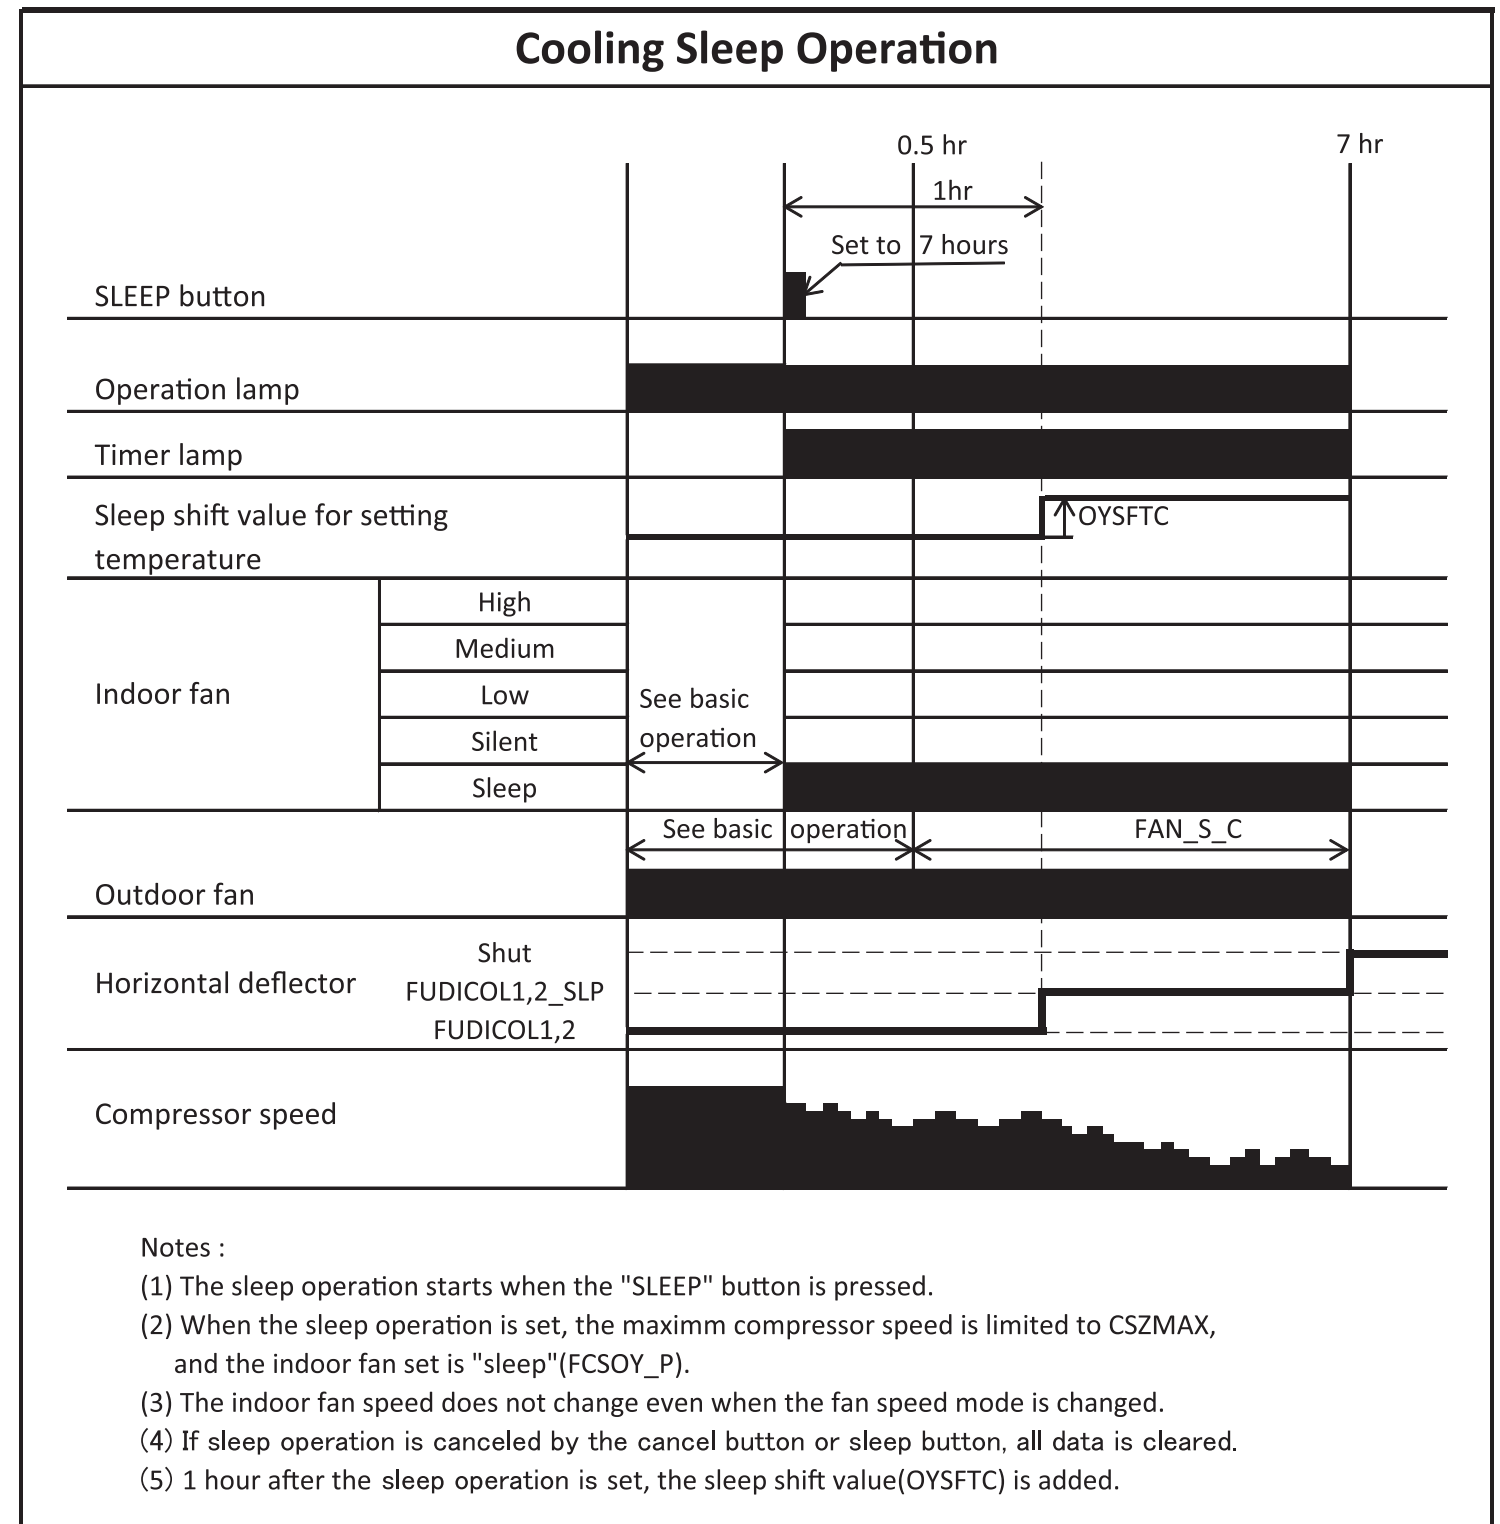 Cooling Sleep Operation
0.5 hr
7 hr
1hr
Set to 7 hours
SLEEP button
Operation lamp
Timer lamp
Sleep shift value for setting
temperature
OYSFTC
High
Medium
Indoor fan
Low
See basic
operation
Silent
Sleep
See basic operation
FAN_S_C
Outdoor fan
Shut
Horizontal deflector
FUDICOL1,2_SLP
FUDICOL1,2
Compressor speed
Notes :
(1) The sleep operation starts when the "SLEEP" button is pressed.
(2) When the sleep operation is set, the maximm compressor speed is limited to CSZMAX,
and the indoor fan set is "sleep"(FCSOY_P).
(3) The indoor fan speed does not change even when the fan speed mode is changed.
(4) If sleep operation is canceled by the cancel button or sleep button, all data is cleared.
(5) 1 hour after the sleep operation is set, the sleep shift value(OYSFTC) is added.